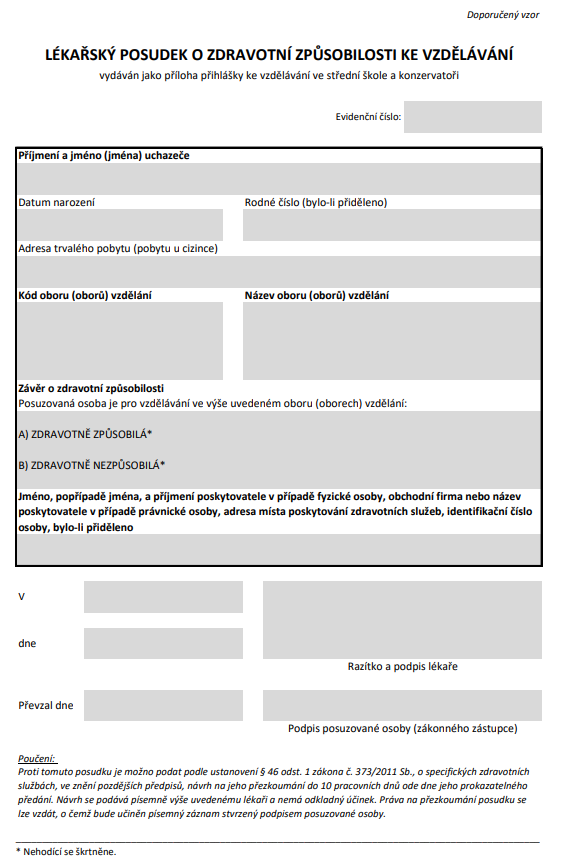 Doporučený vzor
LÉKAŘSKÝ POSUDEK O ZDRAVOTNÍ ZPŮSOBILOSTI KE VZDĚLÁVÁNÍ
vydáván jako příloha přihlášky ke vzdělávání ve střední škole a konzervatoři
Evidenční číslo:
Příjmení a jméno (jména) uchazeče
Datum narození
Rodné číslo (bylo-li přiděleno)
Adresa trvalého pobytu (pobytu u cizince)
Kód oboru (oborů) vzdělání
Název oboru (oborů) vzdělání
Závěr o zdravotní způsobilosti
Posuzovaná osoba je pro vzdělávání ve výše uvedeném oboru (oborech) vzdělání:
A) ZDRAVOTNĚ ZPŮSOBILÁ*
B) ZDRAVOTNĚ NEZPŮSOBILÁ*
Jméno, popřípadě jména, a příjmení poskytovatele v případě fyzické osoby, obchodní firma nebo název
poskytovatele v případě právnické osoby, adresa místa poskytování zdravotních služeb, identifikační číslo
osoby, bylo-li přiděleno
V
dne
Razítko a podpis lékaře
Převzal dne
Podpis posuzované osoby (zákonného zástupce)
Poučení:
Proti tomuto posudku je možno podat podle ustanovení § 46 odst. 1 zákona č. 373/2011 Sb., o specifických zdravotních
službách, ve znění pozdějších předpisů, návrh na jeho přezkoumání do 10 pracovních dnů ode dne jeho prokazatelného
předání. Návrh se podává písemně výše uvedenému lékaři a nemá odkladný účinek. Práva na přezkoumání posudku se
lze vzdát, o čemž bude učiněn písemný záznam stvrzený podpisem posuzované osoby.
* Nehodící se škrtněne.